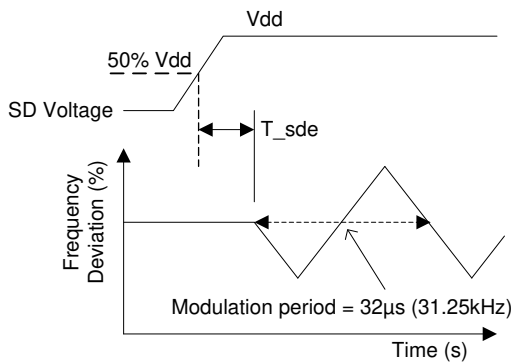 Vdd
50% Vdd
SD Voltage
T_sde
Frequency
Deviation (%)
Modulation period = 32µs (31.25kHz)
Time (s)